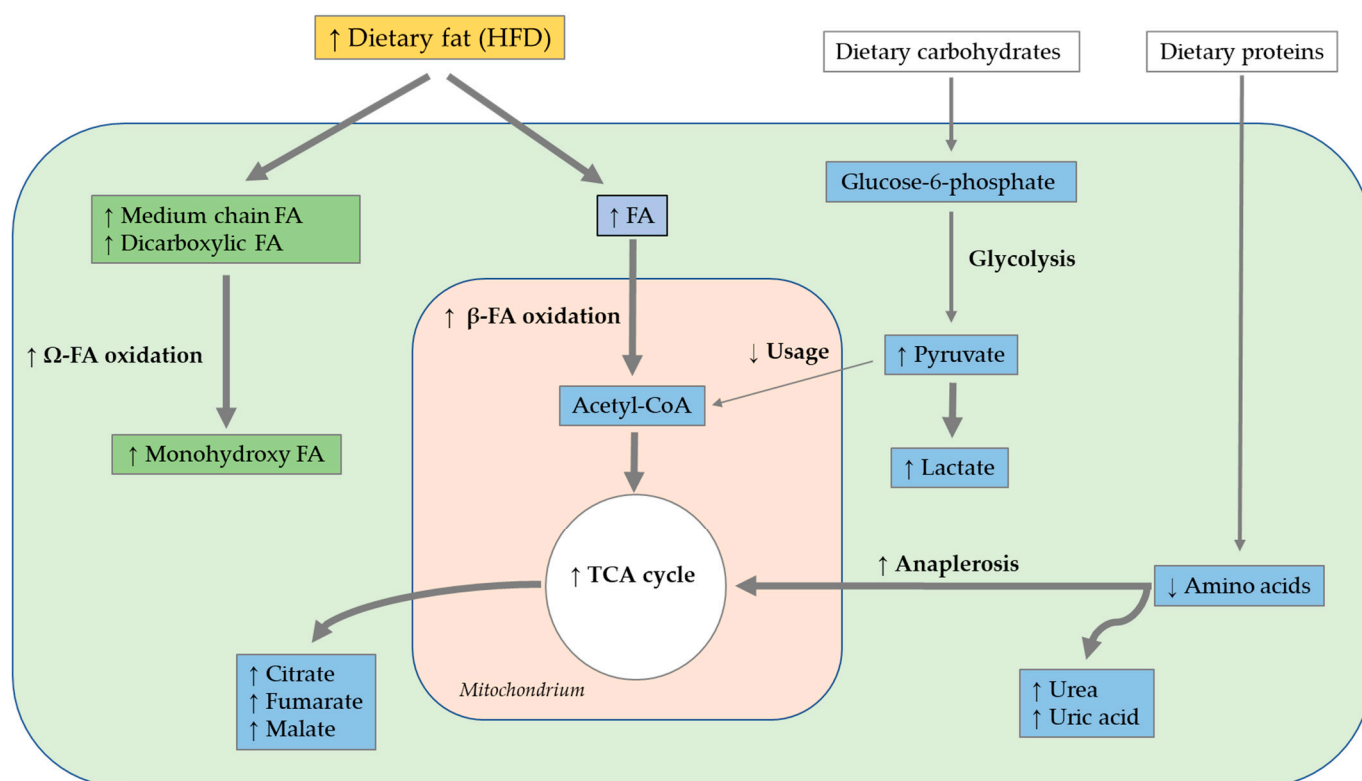 ↑ Dietary fat (HFD)
Dietary carbohydrates
Dietary proteins
Glucose-6-phosphate
↑ Medium chain FA
↑ Dicarboxylic FA
↑ FA
Glycolysis
↑ β-FA oxidation
↑ Ω-FA oxidation
↓ Usage
↑ Pyruvate
Acetyl-CoA
↑ Monohydroxy FA
↑ Lactate
↑ TCA cycle
↑ Anaplerosis
↓ Amino acids
↑ Citrate
↑ Fumarate
↑ Malate
Mitochondrium
↑ Urea
↑ Uric acid